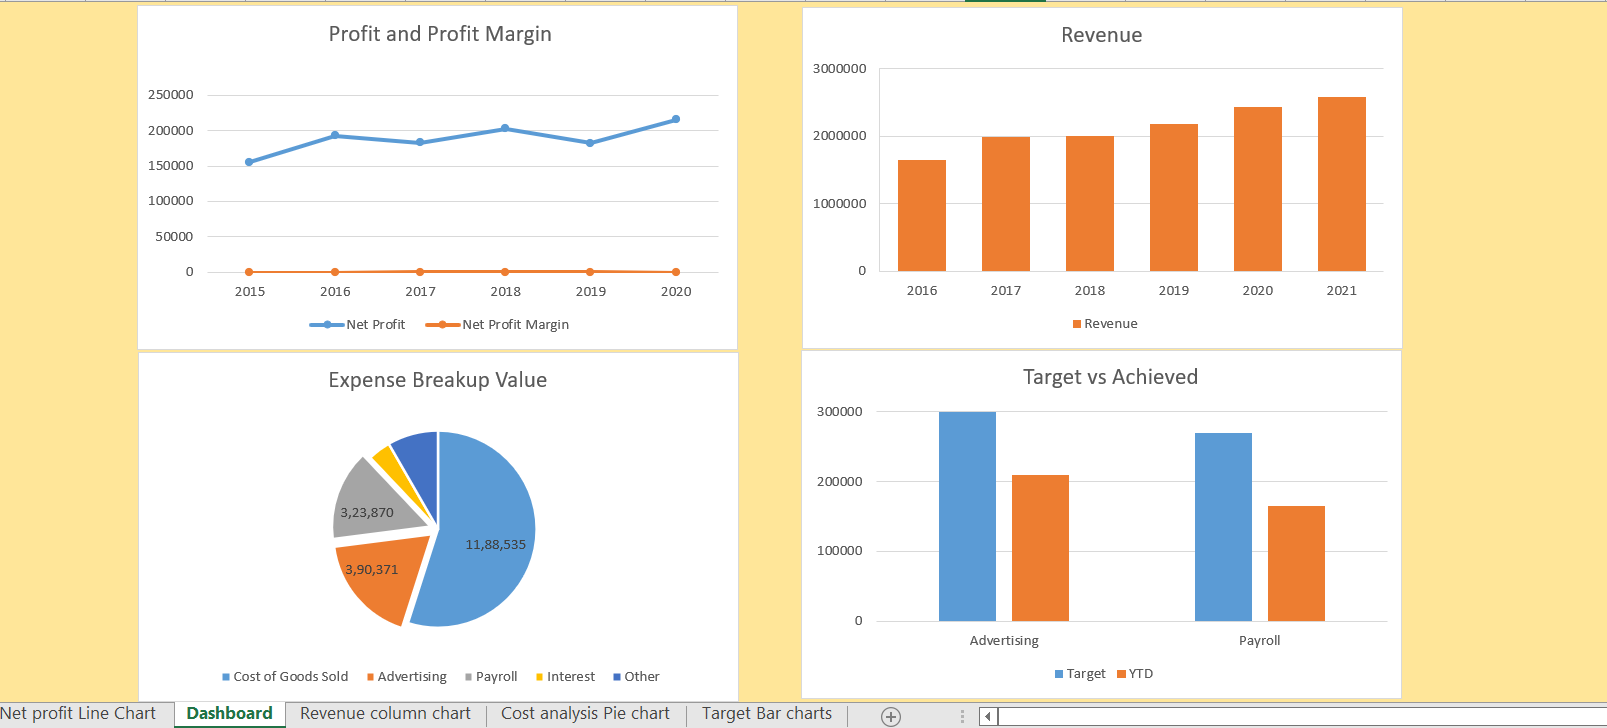 Profit and Profit Margin
250000
200000
150000
100000
50000
0
2015 2016 2017 2018 2019 2020
Net Profit Net Profit Margin
Revenue
3000000
2000000
1000000
0
2016 2017 2018 2019 2020 2021
Revenue
Expense Breakup Value
3,23,870
11,88,535
3,90,371
Cost of Goods Sold Advertising Payroll Interest Other
Target vs Achieved
300000
200000
100000
0
Advertising Payroll
Target YTD
Net profit Line Chart Dashboard Revenue column chart Cost analysis Pie chart Target Bar charts